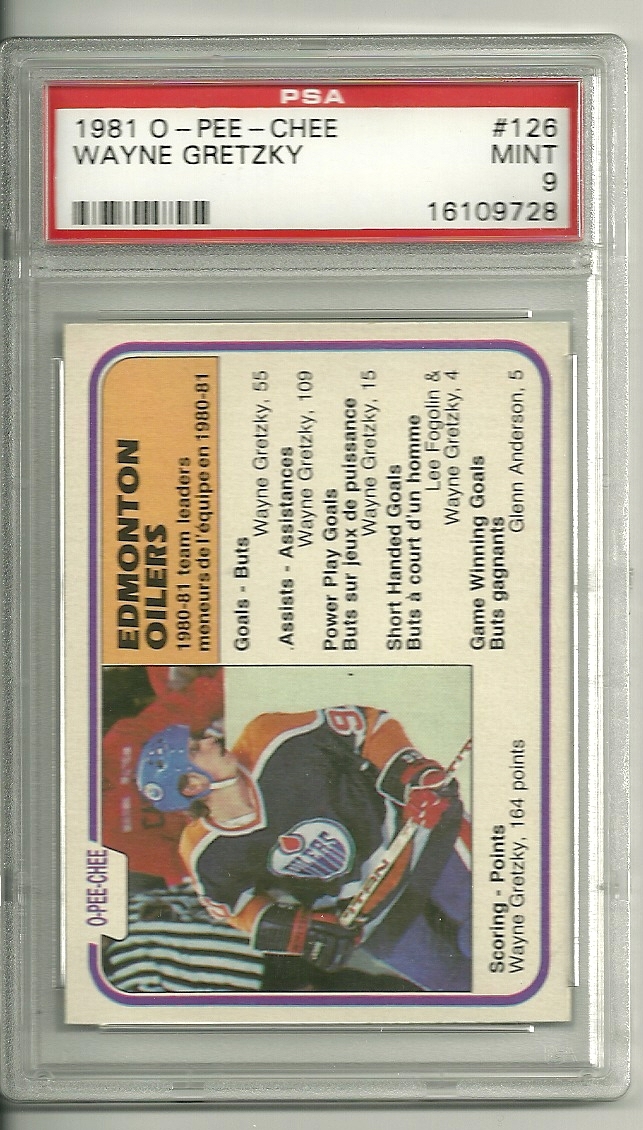 PSA
1981 O-PEE-CHEE #126
WAYNE GRETZKY MINT
9
16109728
O-PEE-CHEE
EDMONTON
OILERS
1980-81 team leaders
meneurs de l'équipe en 1980-81
Goals - Buts
Wayne Gretzky, 55
Assists - Assistances
Wayne Gretzky, 109
Power Play Goals
Buts sur jeux de puissance
Wayne Gretzky, 15
Short Handed Goals
Buts à court d'un homme
Lee Fogolin &
Wayne Gretzky, 4
Game Winning Goals
Buts gagnants
Glenn Anderson, 5
Scoring - Points
Wayne Gretzky, 164 points
OILERS
TITAN
9